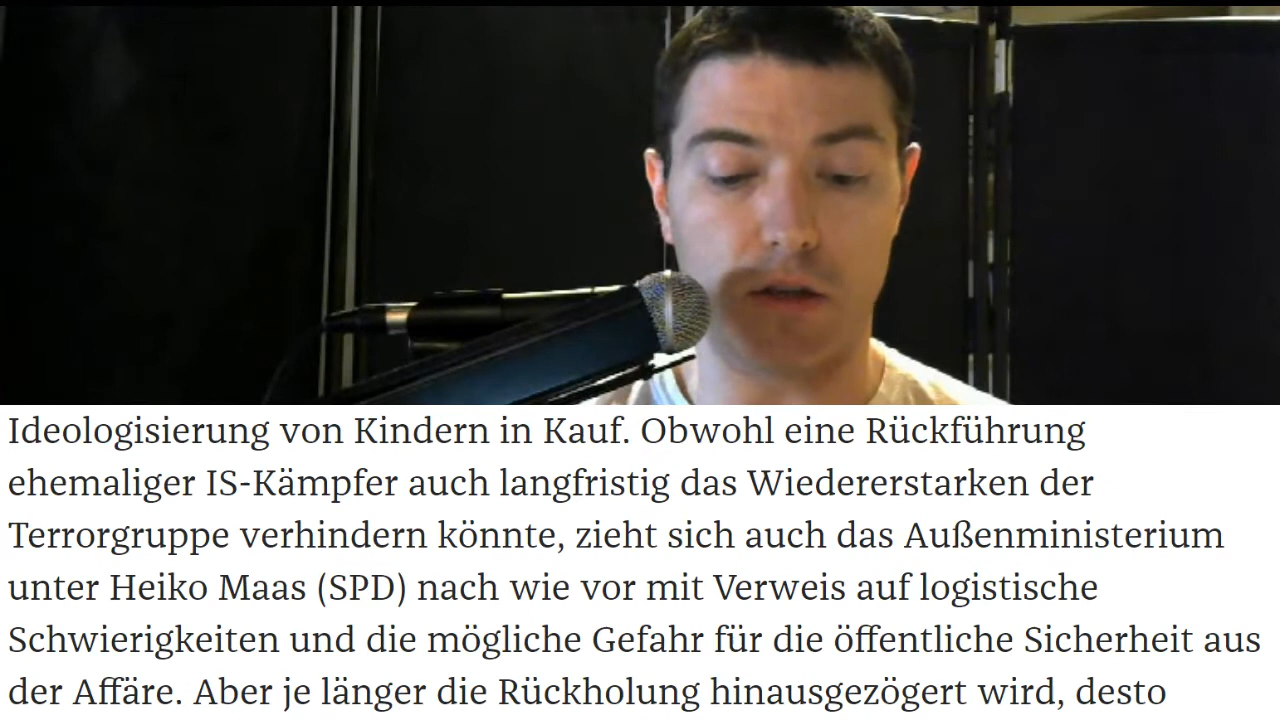 Ideologisierung von Kindern in Kauf. Obwohl eine Rückführung
ehemaliger IS-Kämpfer auch langfristig das Wiedererstarken der
Terrorgruppe verhindern könnte, zieht sich auch das Außenministerium
unter Heiko Maas (SPD) nach wie vor mit Verweis auf logistische
Schwierigkeiten und die mögliche Gefahr für die öffentliche Sicherheit aus
der Affäre. Aber je länger die Rückholung hinausgezögert wird, desto